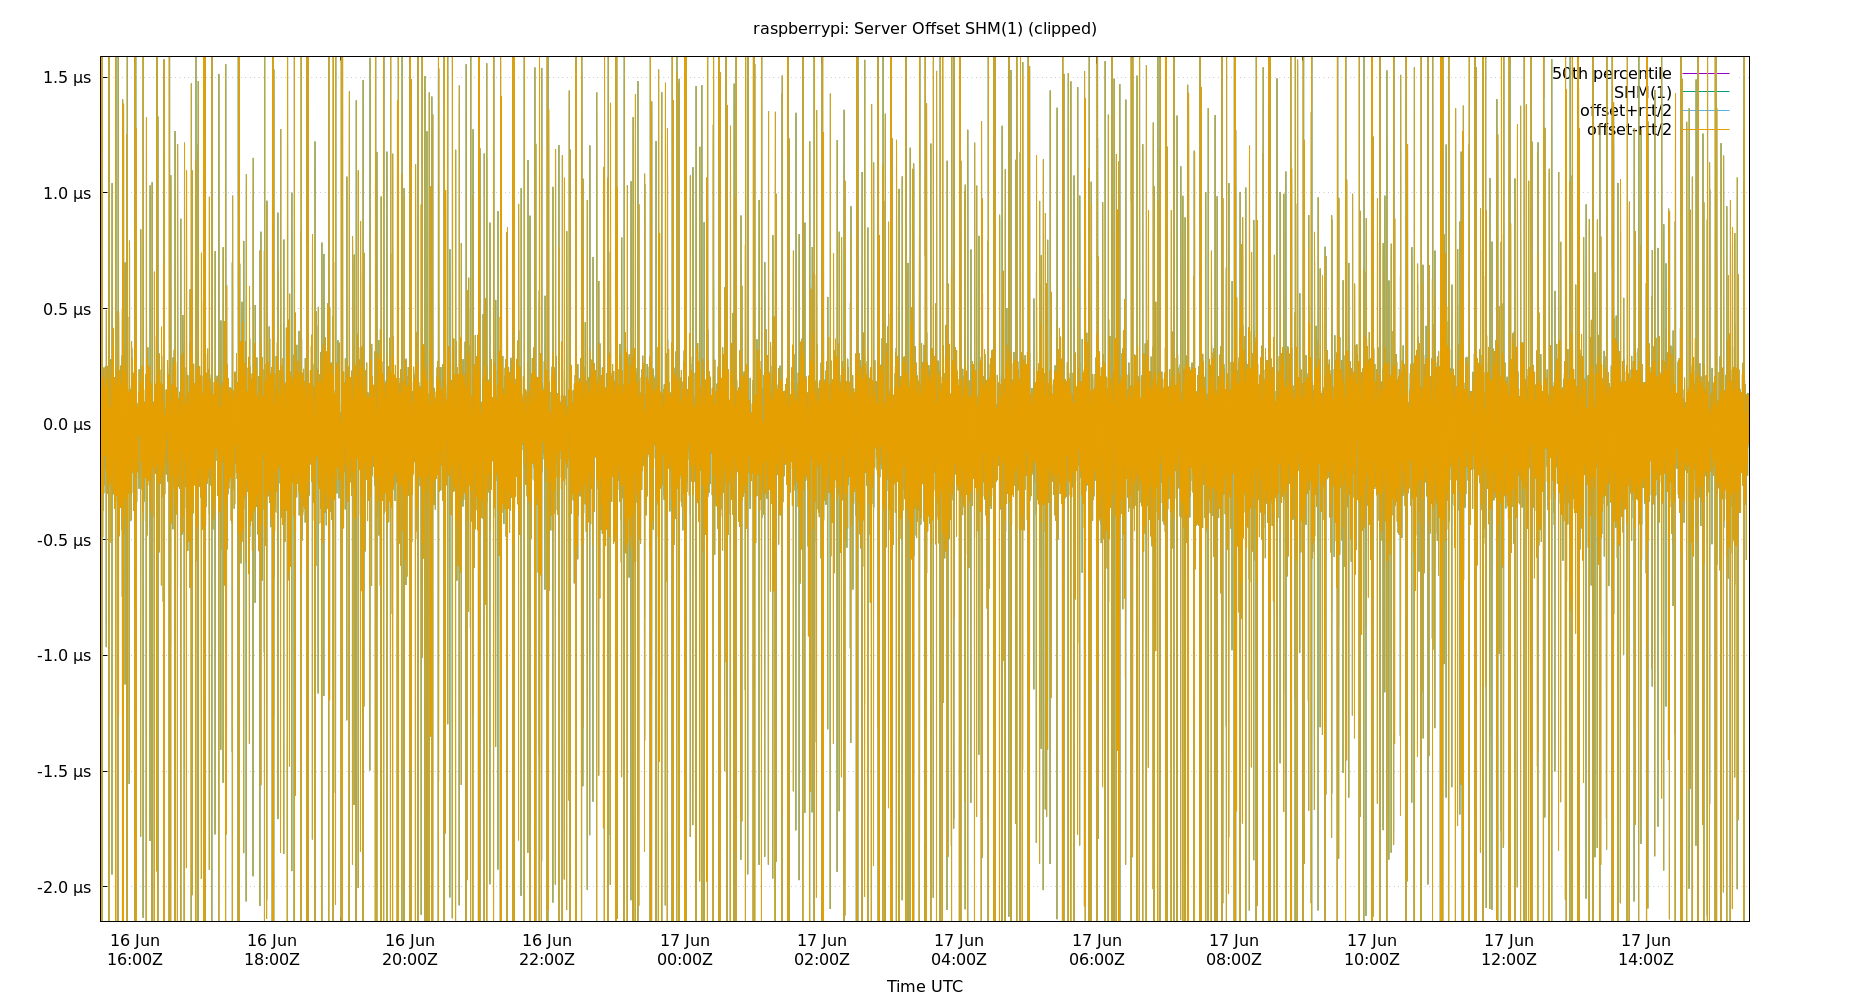 raspberrypi: Server Offset SHM(1) (clipped)
1.5 µs
1.0 µs
0.5 µs
0.0 µs
-0.5 µs
-1.0 µs
-1.5 µs
-2.0 µs
50th percentile
SHM(1)
offset+rtt/2
offset-rtt/2
16 Jun 16 Jun 16 Jun 16 Jun 17 Jun 17 Jun 17 Jun 17 Jun 17 Jun 17 Jun 17 Jun 17 Jun
16:00Z 18:00Z 20:00Z 22:00Z 00:00Z 02:00Z 04:00Z 06:00Z 08:00Z 10:00Z 12:00Z 14:00Z
Time UTC